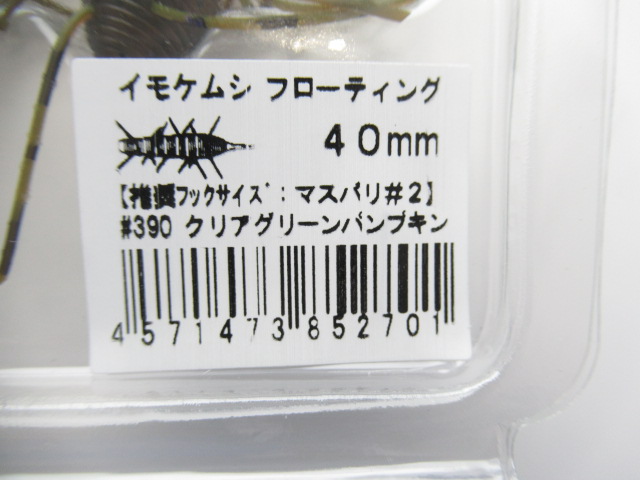 イモケムシ フローティング
40mm
【推奨フックサイズ：マスバリ#2】
#390 クリアグリーンパンプキン
4571473852701